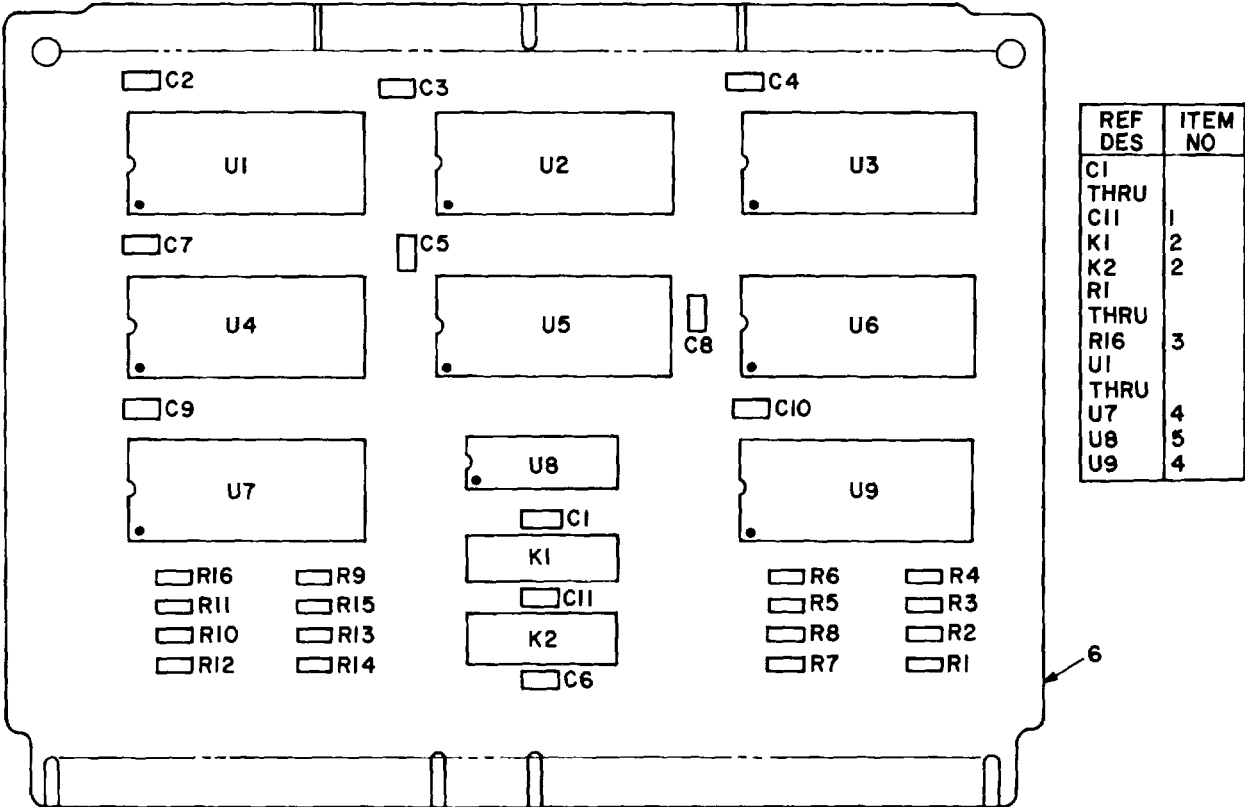 C2 C3 C4
U1 U2 U3
C7 C5
U4 U5 C8 U6
C9 C10
U7 U8 U9
C1
K1
R16 R9 R6 R4
C11
R11 R15 R5 R3
R10 R13 K2 R8 R2
R12 R14 R7 R1
C6
6
REF DES ITEM NO
C1
THRU
C11 1
K1 2
K2 2
R1
THRU
R16 3
U1
THRU
U7 4
U8 5
U9 4